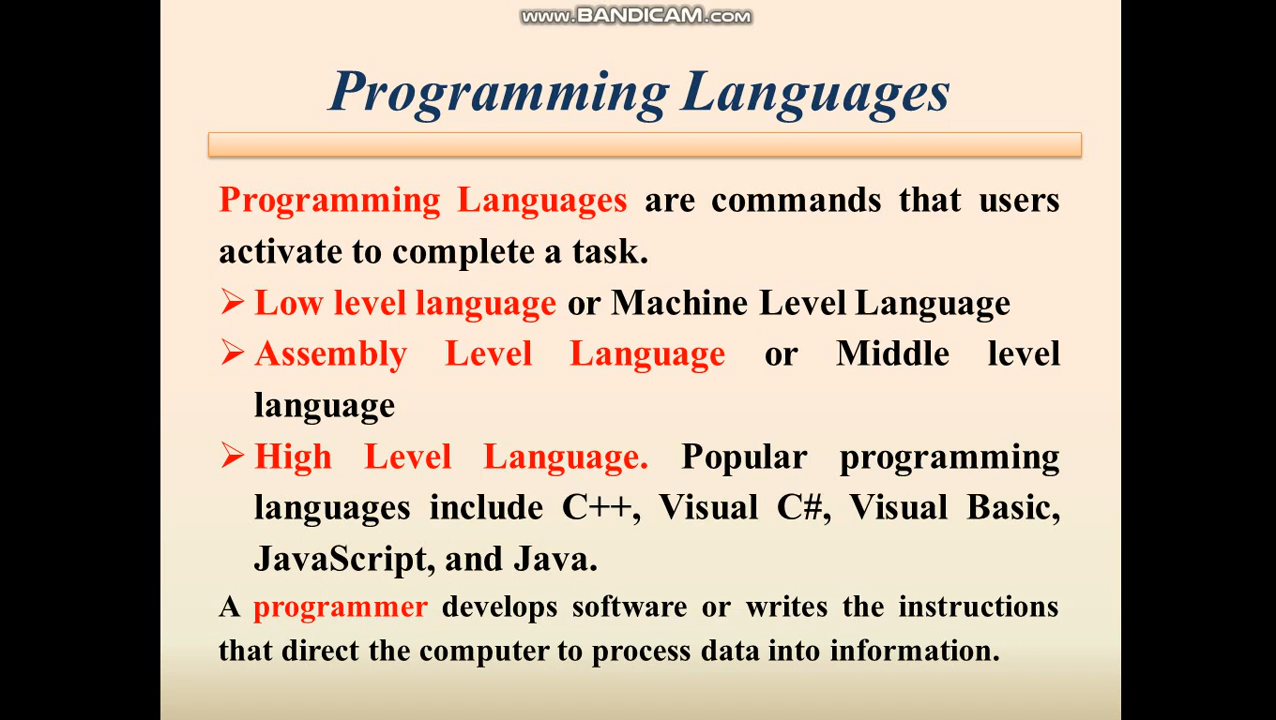 www.BANDICAM.com
Programming Languages
Programming Languages are commands that users
activate to complete a task.
➢ Low level language or Machine Level Language
➢ Assembly Level Language or Middle level
language
➢ High Level Language. Popular programming
languages include C++, Visual C#, Visual Basic,
JavaScript, and Java.
A programmer develops software or writes the instructions
that direct the computer to process data into information.